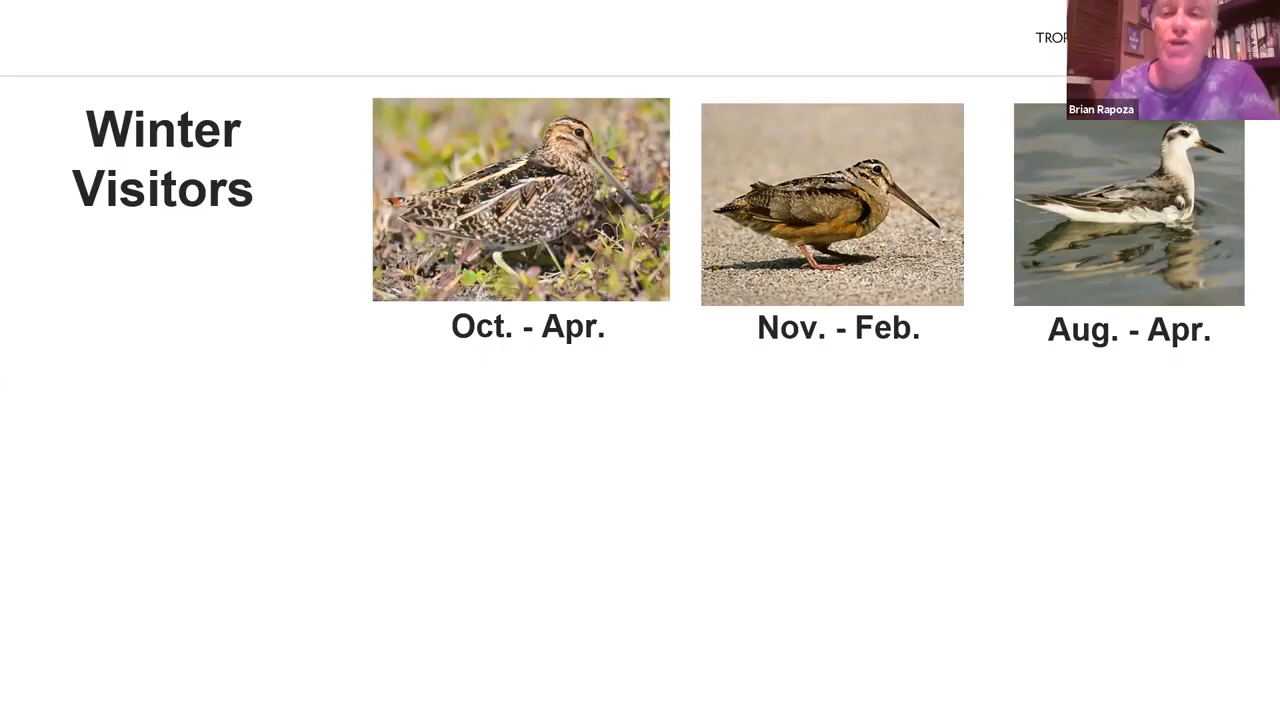 Brian Rapoza
Winter
Visitors
Oct. - Apr.
Nov. - Feb.
Aug. - Apr.